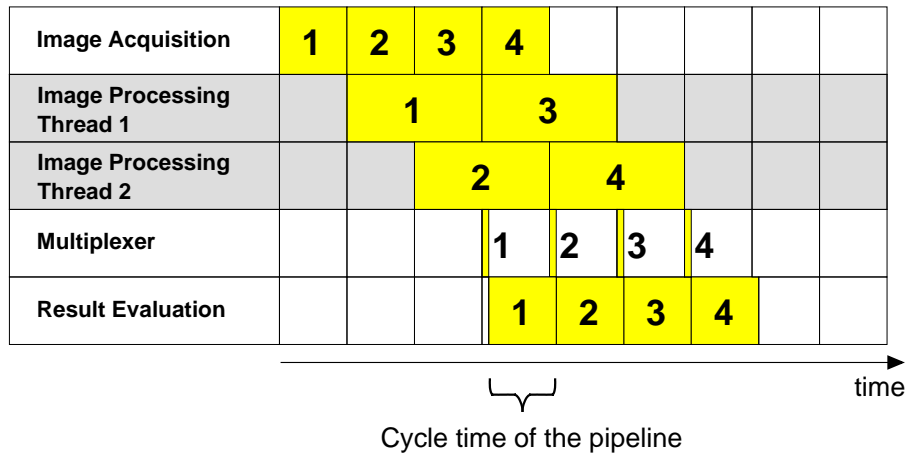 Image Acquisition 1 2 3 4
Image Processing
Thread 1
1 3
Image Processing
Thread 2
2 4
Multiplexer 1 2 3 4
Result Evaluation 1 2 3 4
time
Cycle time of the pipeline